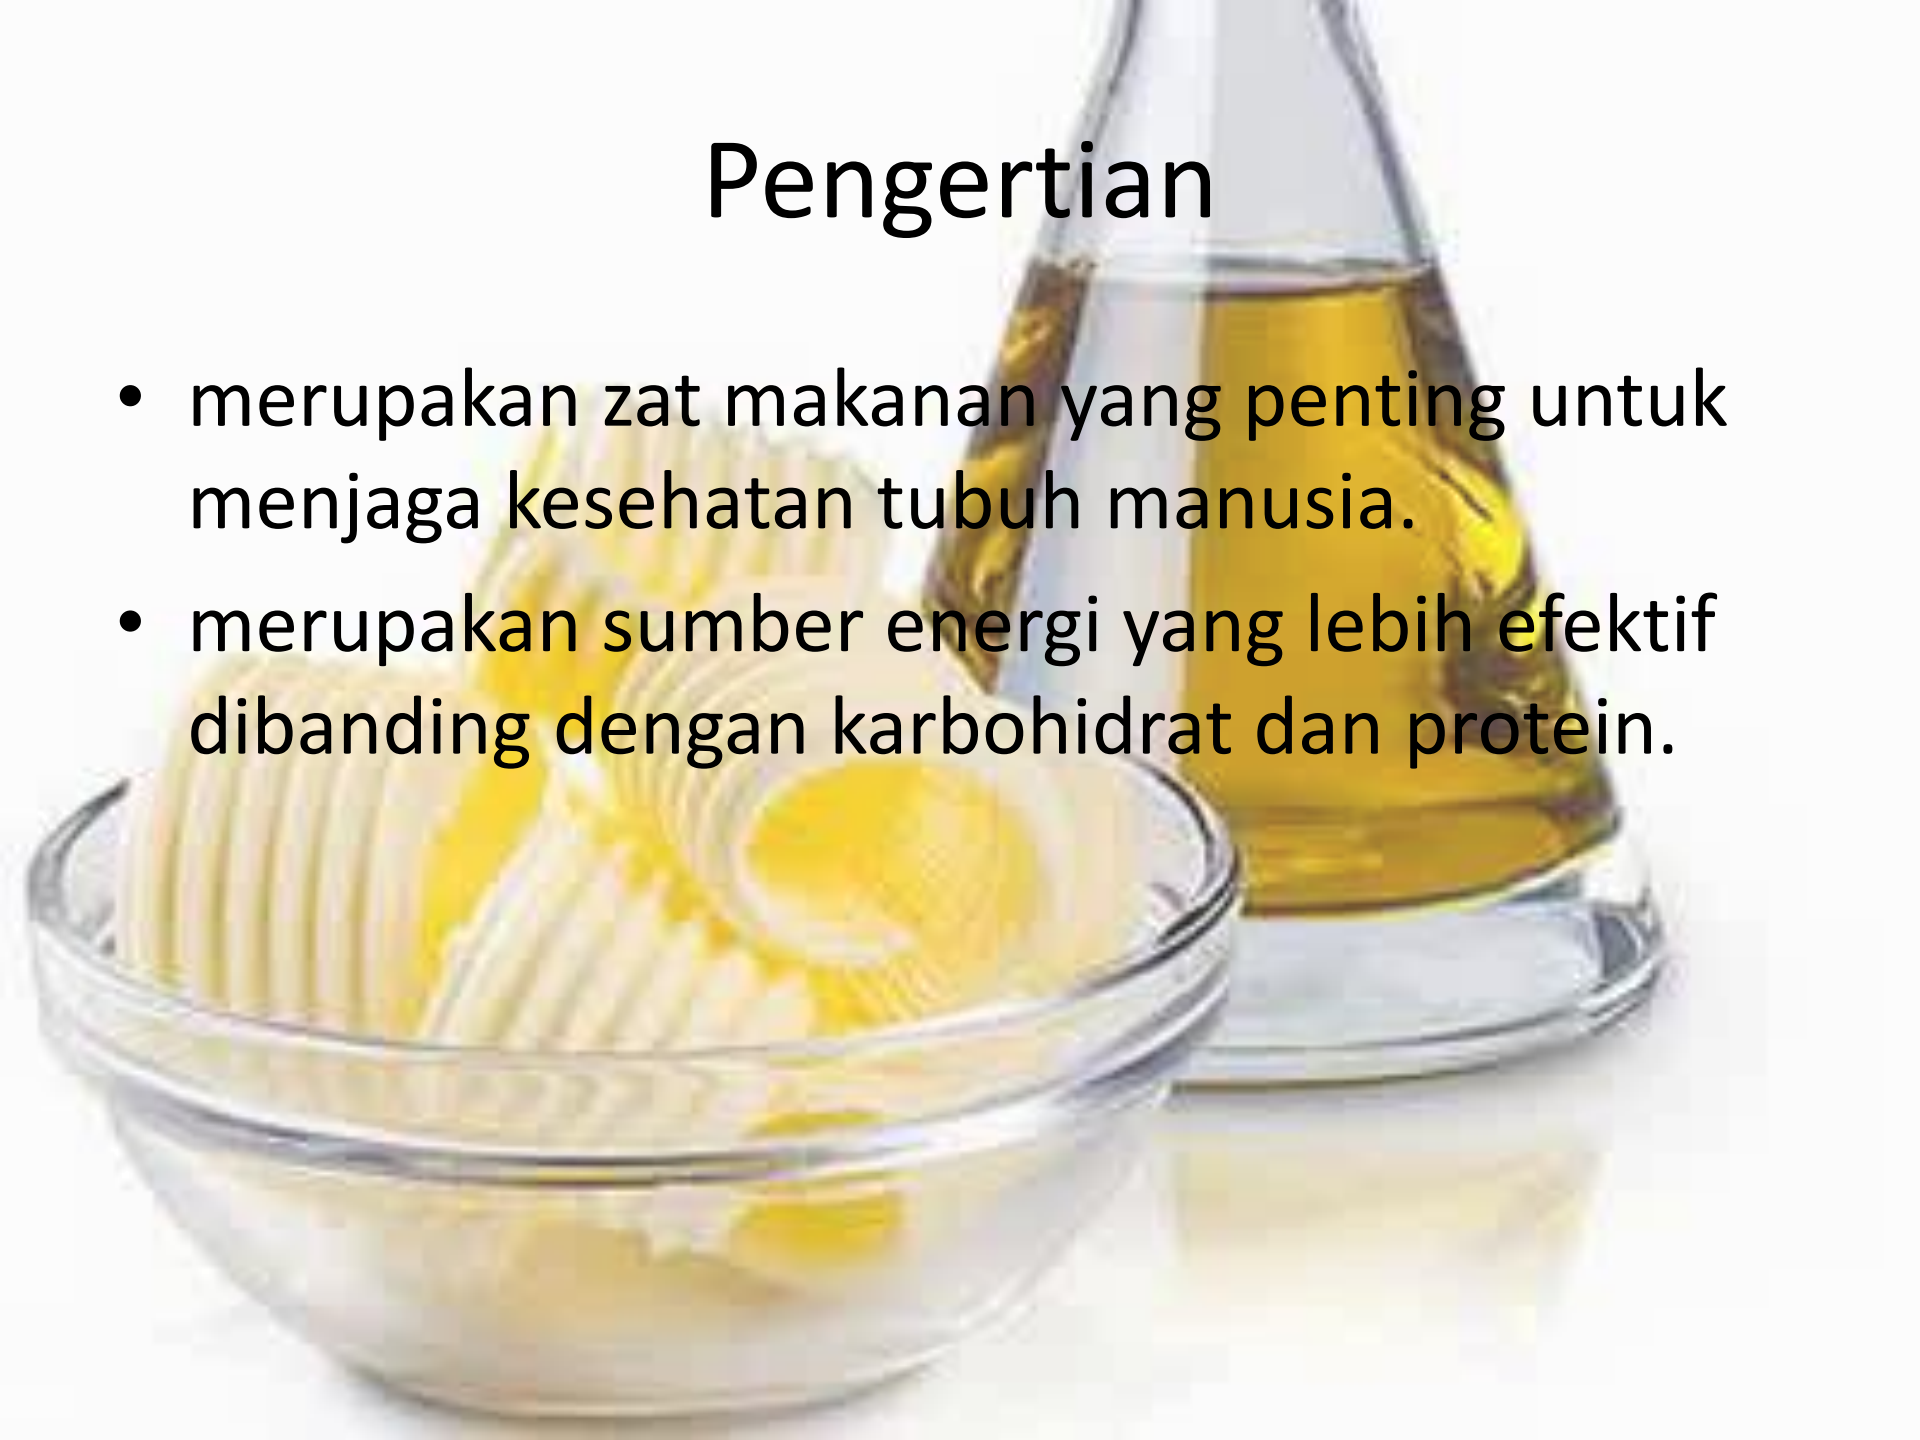 Pengertian
• merupakan zat makanan yang penting untuk
menjaga kesehatan tubuh manusia.
• merupakan sumber energi yang lebih efektif
dibanding dengan karbohidrat dan protein.